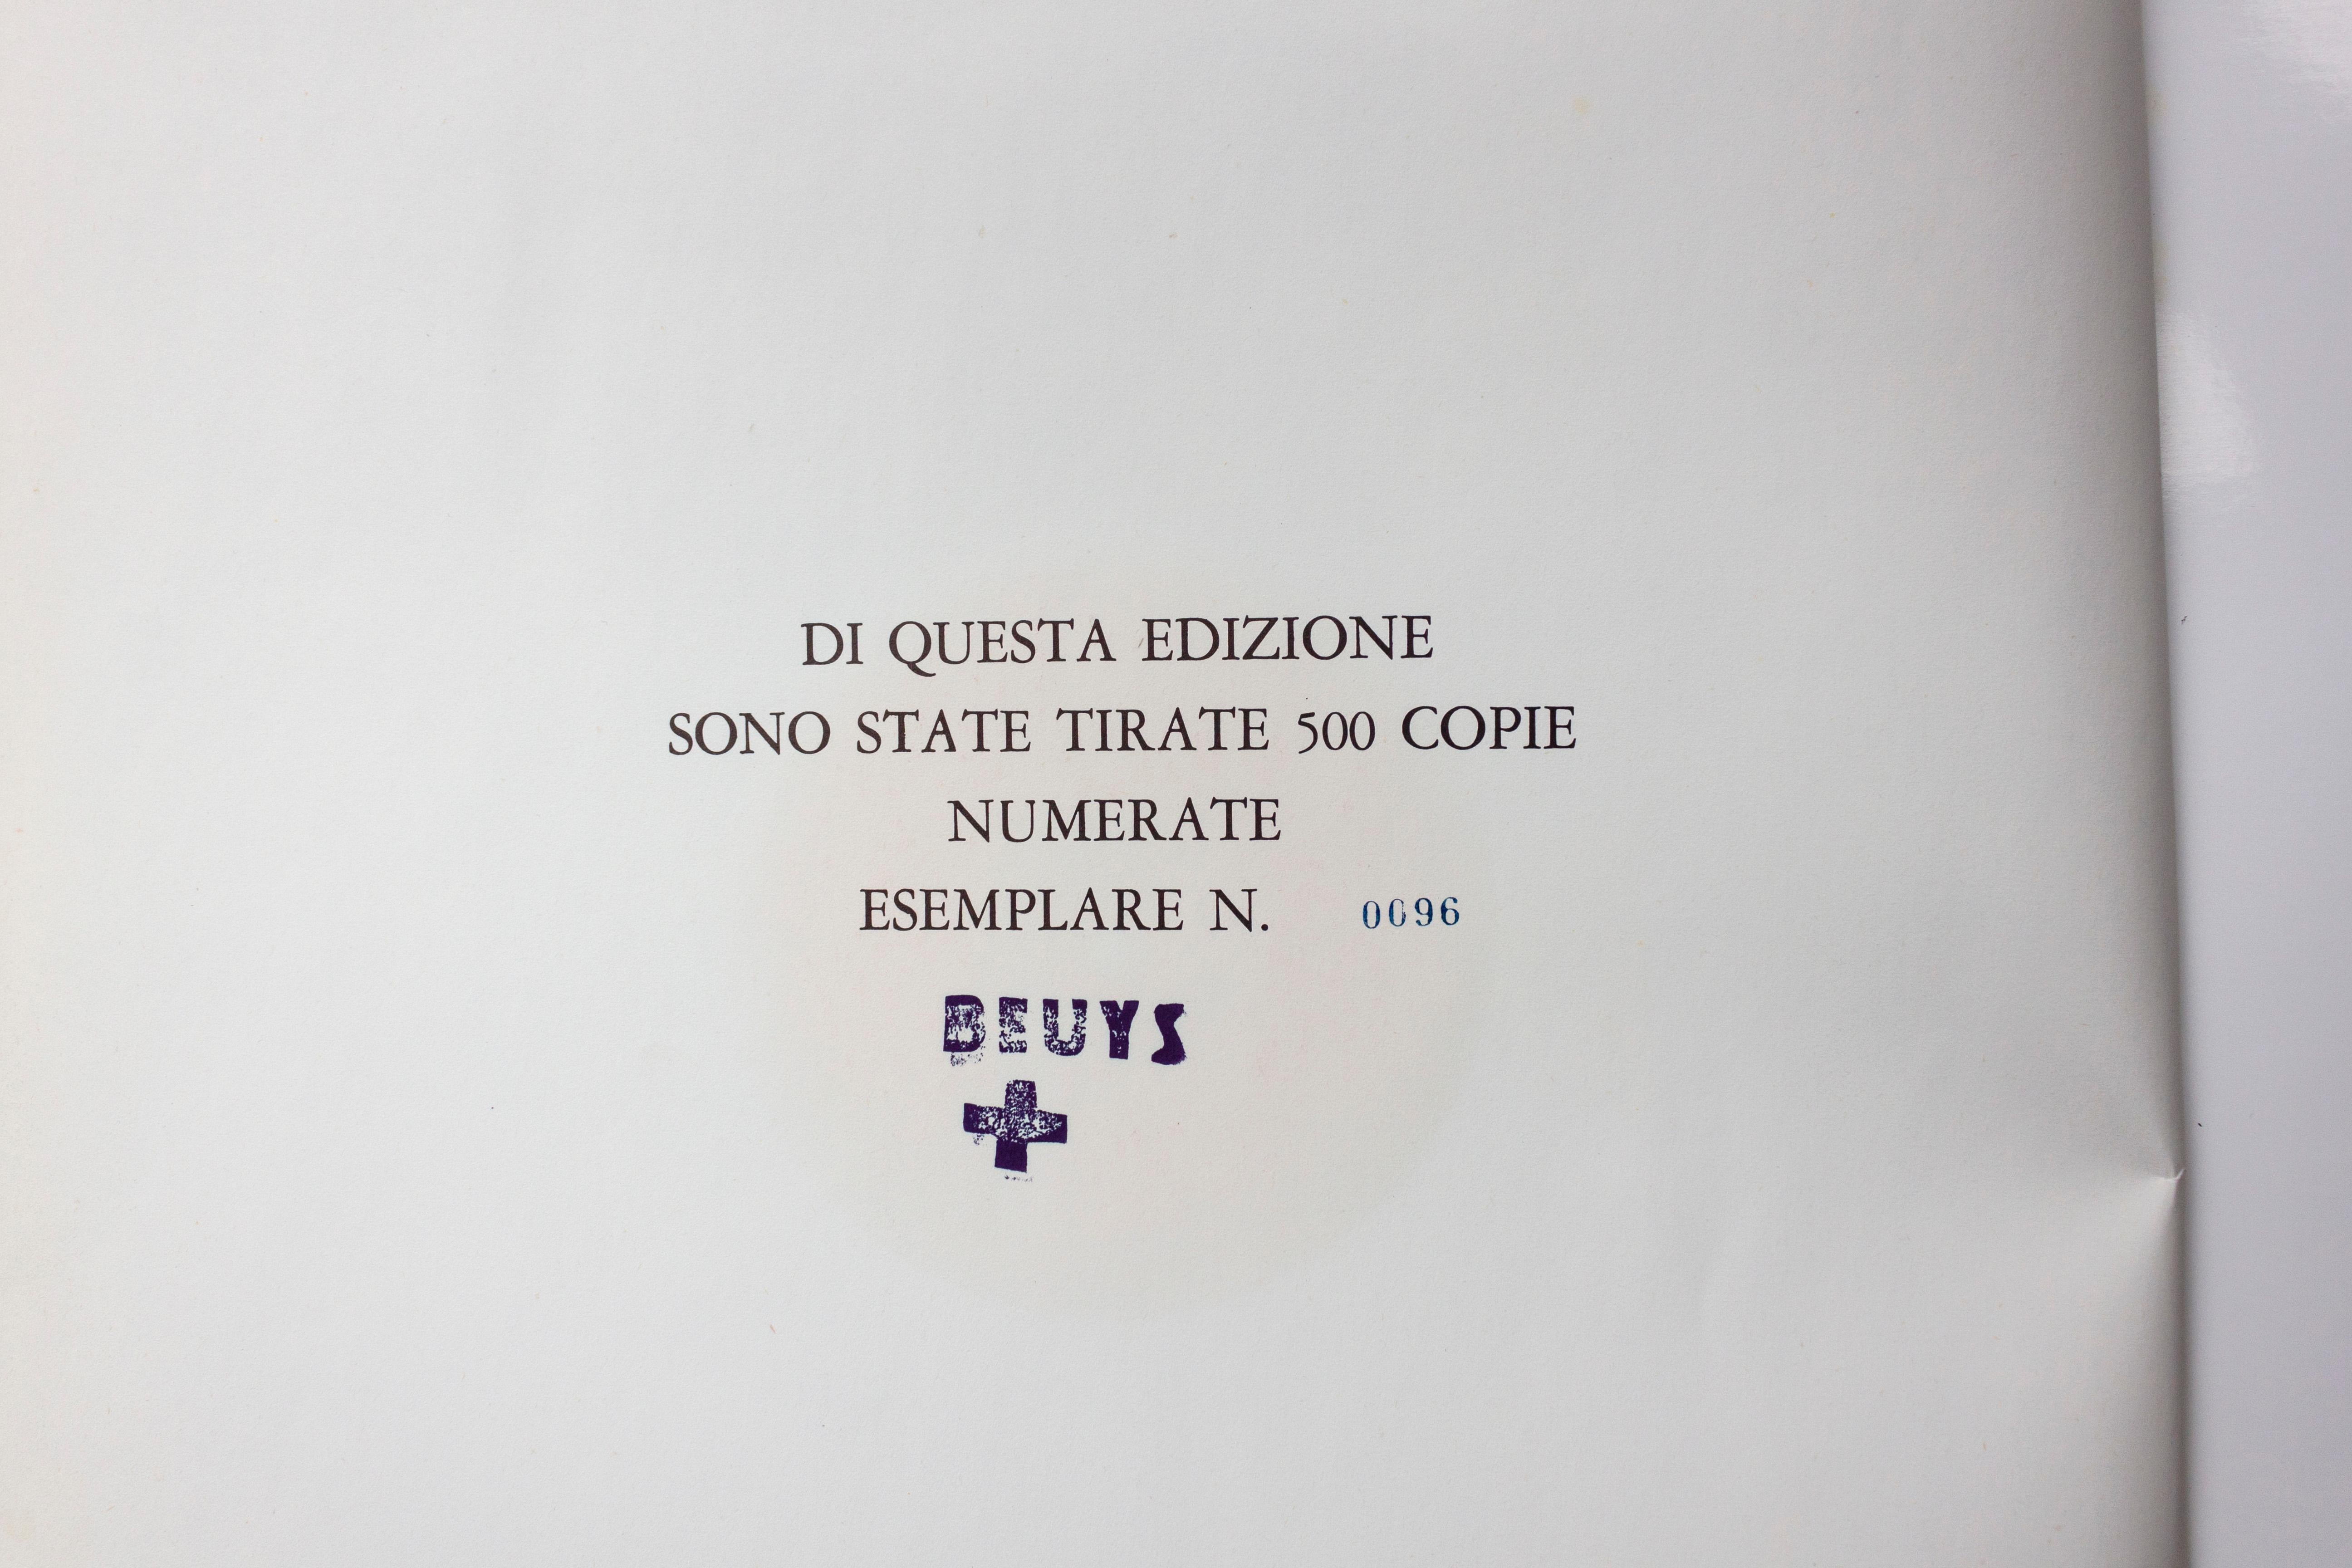 DI QUESTA EDIZIONE
SONO STATE TIRATE 500 COPIE
NUMERATE
ESEMPLARE N. 0096
BEUYS